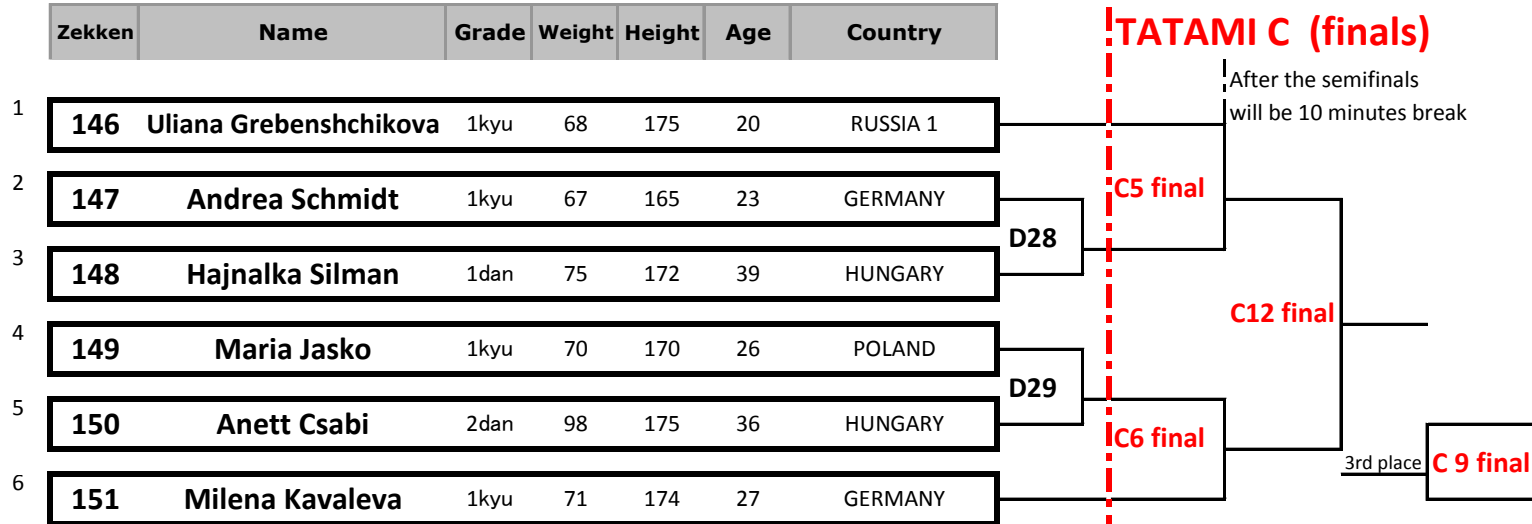 Zekken Name Grade Weight Height Age Country
TATAMI C (finals)
After the semifinals
will be 10 minutes break
1 146 Uliana Grebenshchikova 1kyu 68 175 20 RUSSIA 1
2 147 Andrea Schmidt 1kyu 67 165 23 GERMANY
C5 final
D28
3 148 Hajnalka Silman 1dan 75 172 39 HUNGARY
C12 final
4 149 Maria Jasko 1kyu 70 170 26 POLAND
D29
5 150 Anett Csabi 2dan 98 175 36 HUNGARY
C6 final
3rd place C 9 final
6 151 Milena Kavaleva 1kyu 71 174 27 GERMANY